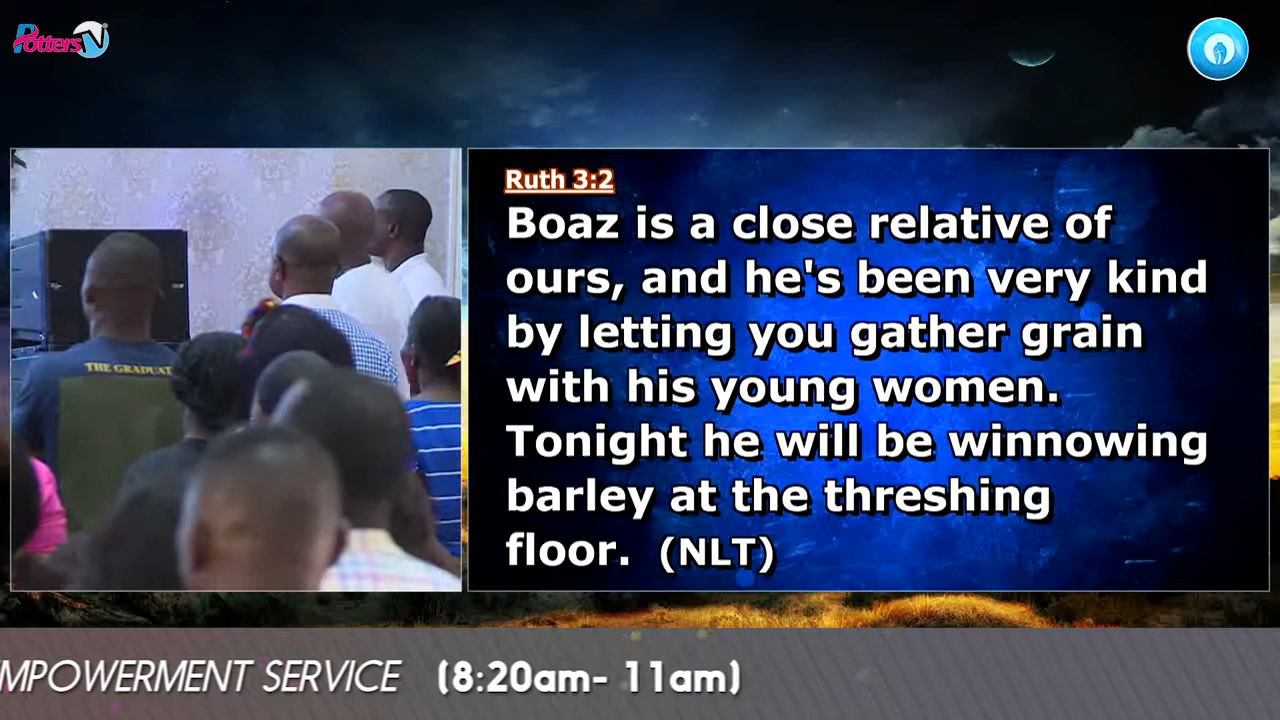 PottersTV
THE GRADUAT
Ruth 3:2
Boaz is a close relative of
ours, and he's been very kind
by letting you gather grain
with his young women.
Tonight he will be winnowing
barley at the threshing
floor. (NLT)
MPOWERMENT SERVICE (8:20am- 11am)